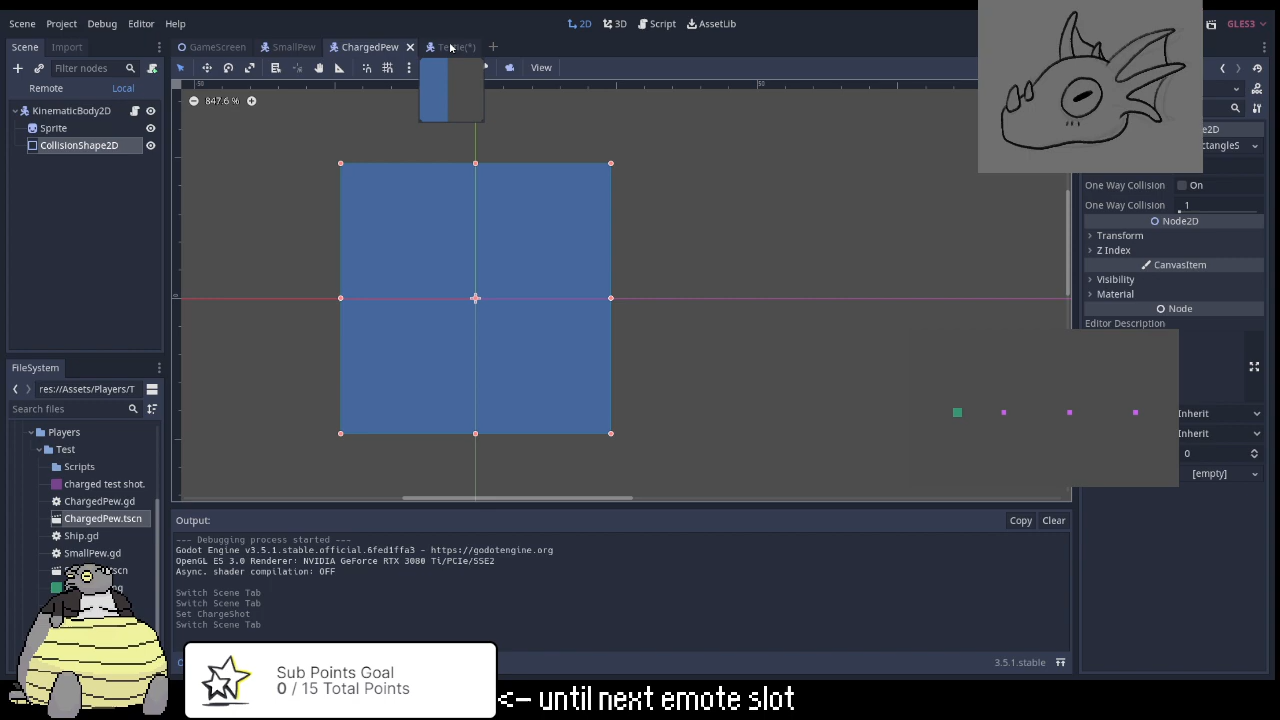 Scene Project Debug Editor Help
2D 3D Script AssetLib
GLES3
Scene Import
GameScreen SmallPew ChargedPew
Filter nodes
View
Remote Local
847.6 %
50
KinematicBody2D
Sprite
CollisionShape2D
One Way Collision On
One Way Collision 1
Node2D
Transform
Z Index
CanvasItem
Visibility
Material
Node
Editor Description
FileSystem
res://Assets/Players/T
Search files
Players
Test
Scripts
charged test shot.
ChargedPew.gd
ChargedPew.tscn
Ship.gd
SmallPew.gd
Inherit
Inherit
0
[empty]
Output:
Copy Clear
--- Debugging process started ---
Godot Engine v3.5.1.stable.official.6fed1ffa3 - https://godotengine.org
OpenGL ES 3.0 Renderer: NVIDIA GeForce RTX 3080 Ti/PCIe/SSE2
Async. shader compilation: OFF
Switch Scene Tab
Switch Scene Tab
Set ChargeShot
Switch Scene Tab
3.5.1.stable
Sub Points Goal
0 / 15 Total Points
<- until next emote slot